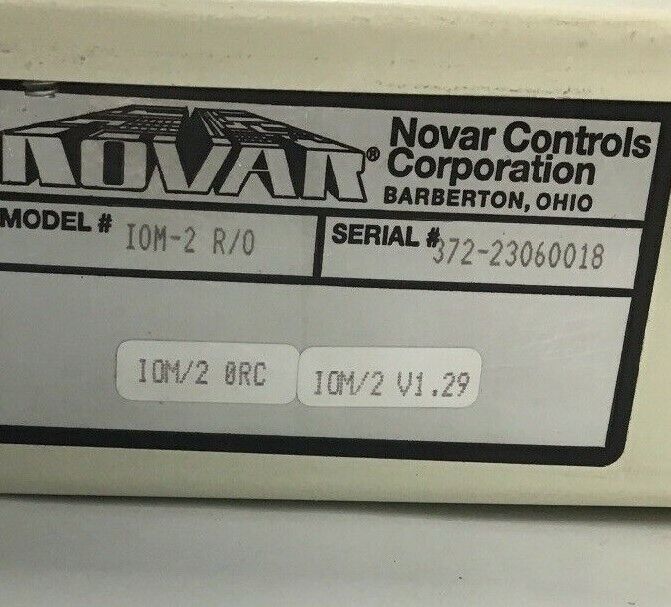 NOVAR®
Novar Controls
Corporation
BARBERTON, OHIO
MODEL # IOM-2 R/O
SERIAL # 372-23060018
IOM/2 0RC
IOM/2 V1.29